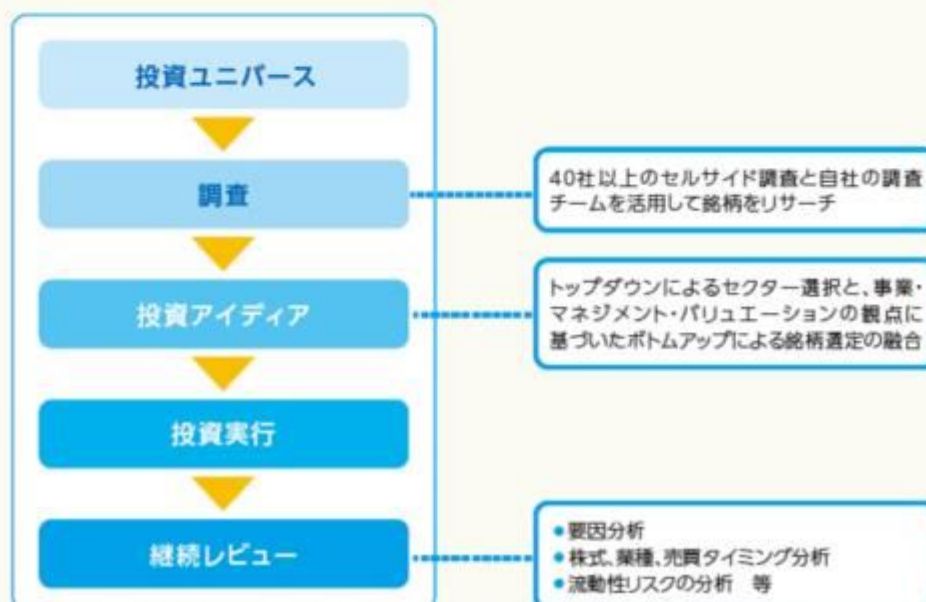 投資ユニバース
調査
40社以上のセルサイド調査と自社の調査
チームを活用して銘柄をリサーチ
投資アイディア
トップダウンによるセクター選択と、事業・
マネジメント・バリュエーションの観点に
基づいたボトムアップによる銘柄選定の融合
投資実行
継続レビュー
●要因分析
●株式、業種、売買タイミング分析
●流動性リスクの分析　等